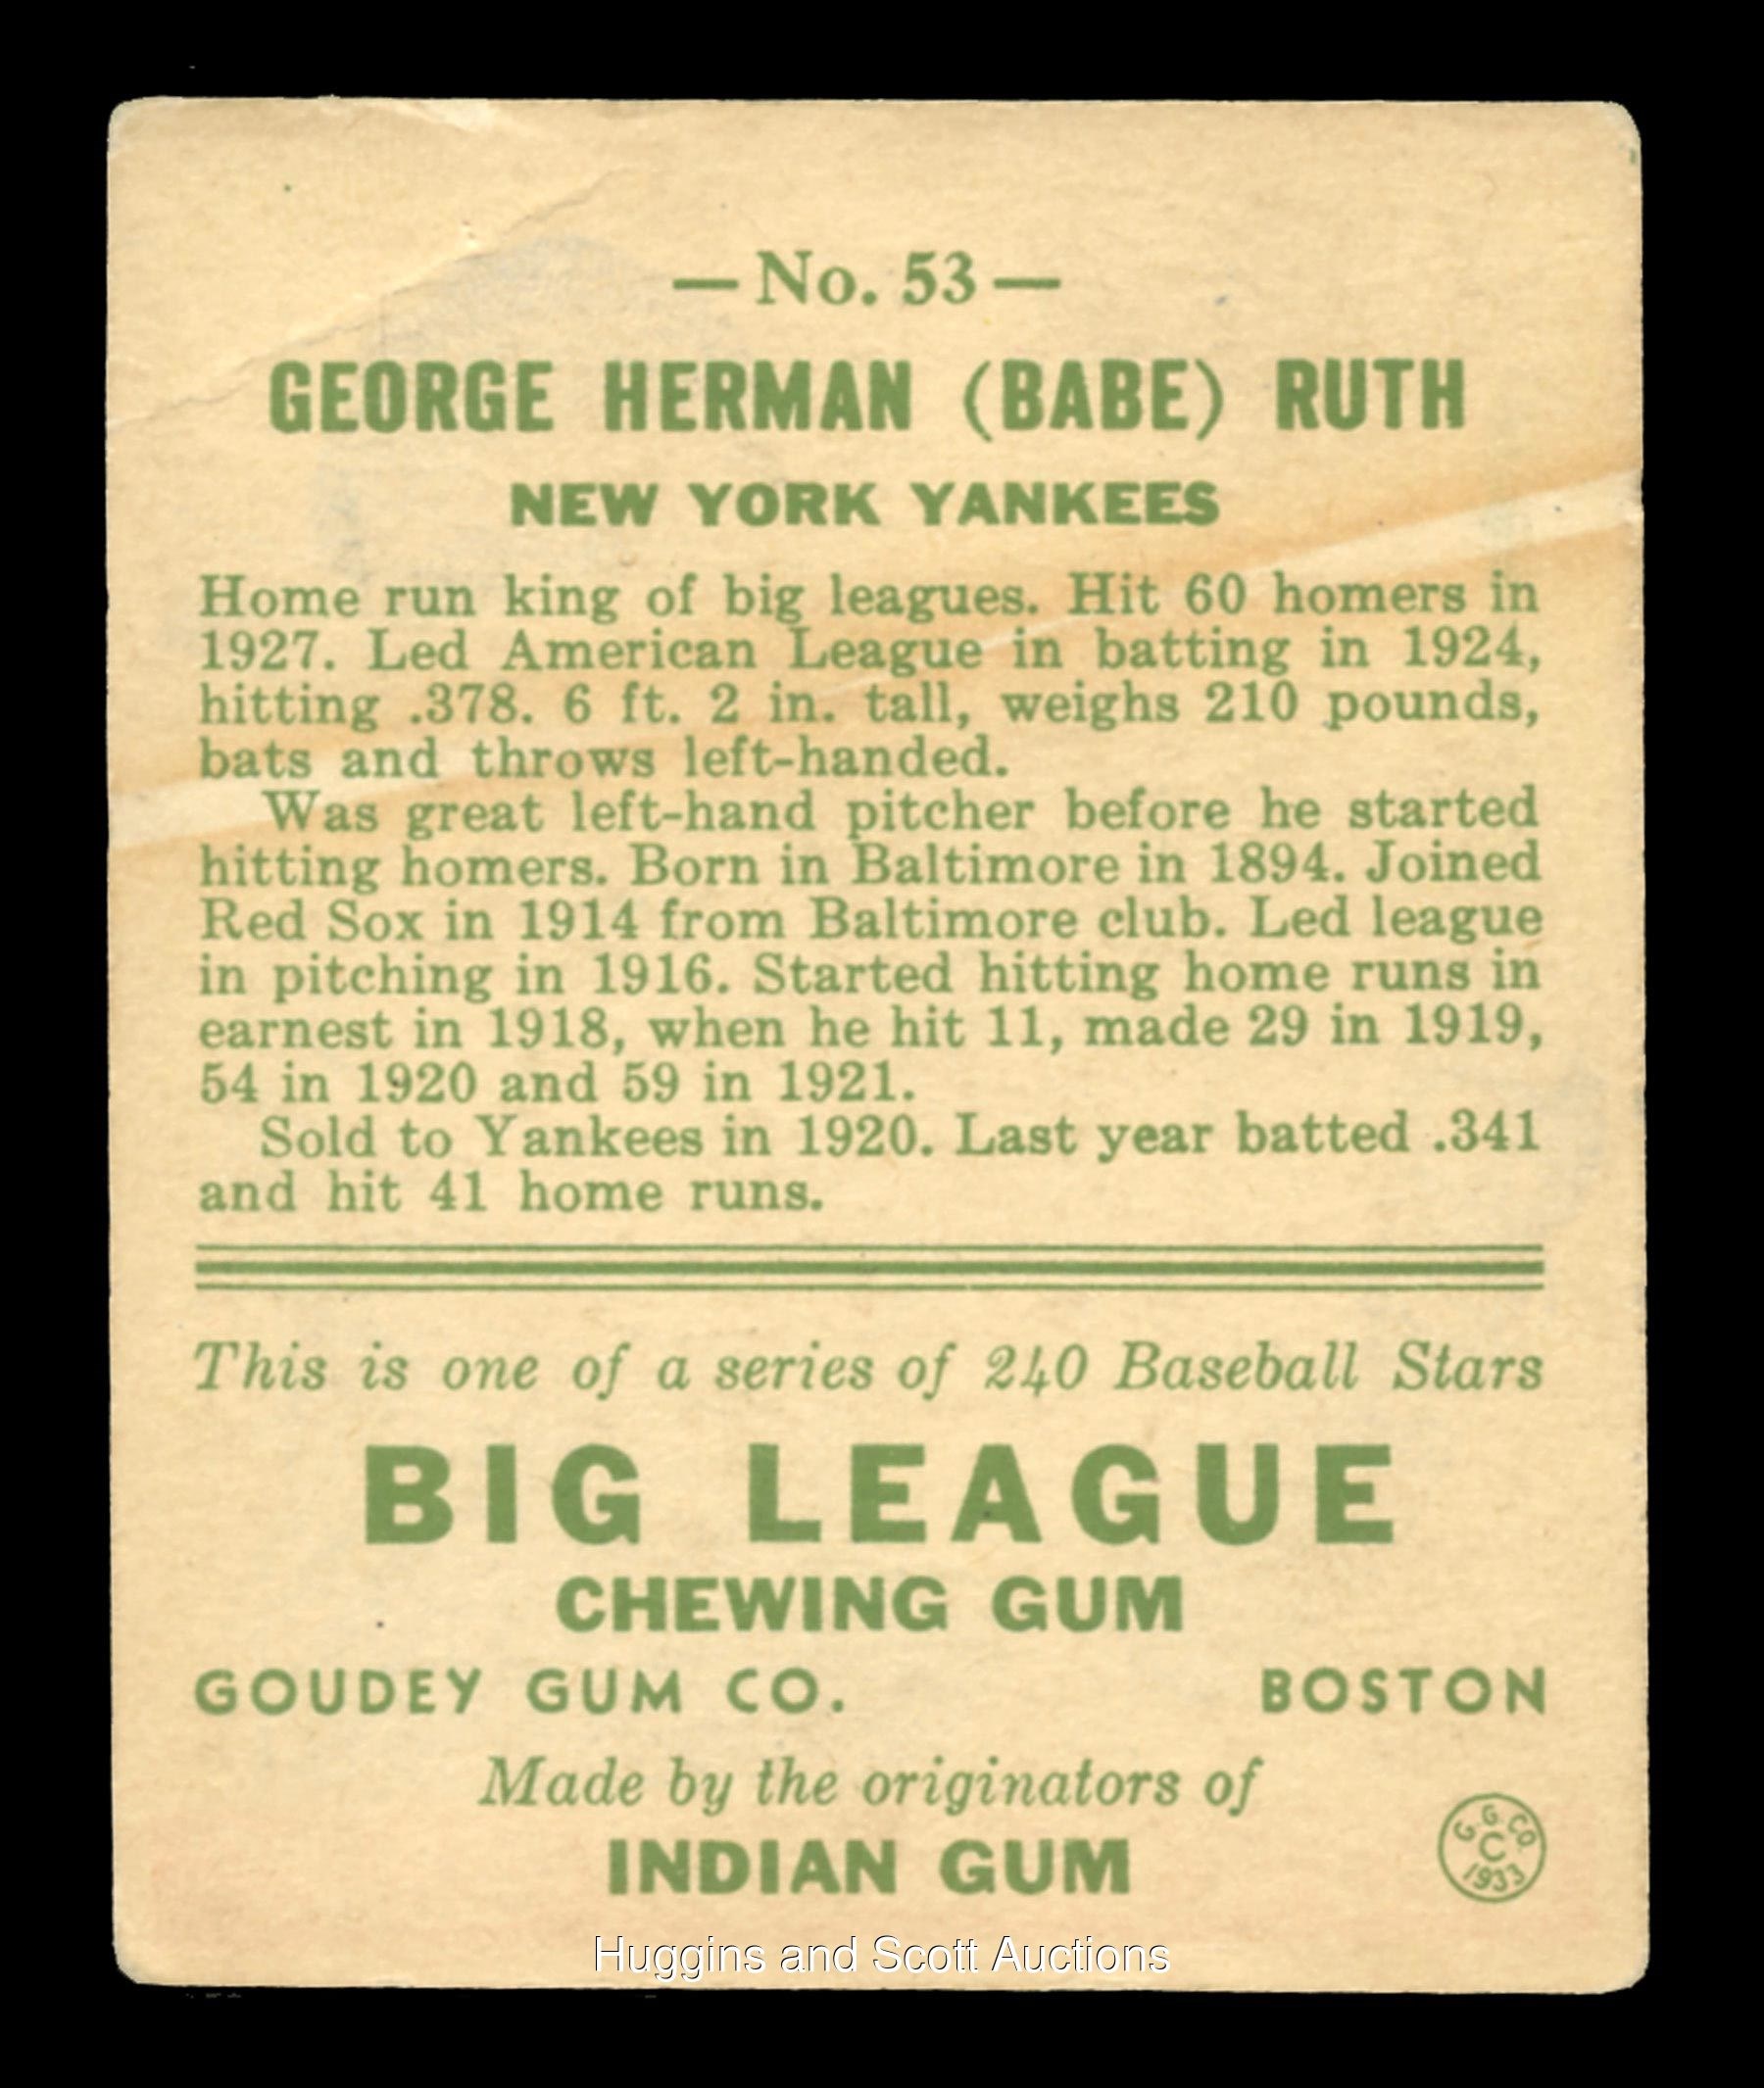 — No. 53 —
GEORGE HERMAN (BABE) RUTH
NEW YORK YANKEES
Home run king of big leagues. Hit 60 homers in
1927. Led American League in batting in 1924,
hitting .378. 6 ft. 2 in. tall, weighs 210 pounds,
bats and throws left-handed.
Was great left-hand pitcher before he started
hitting homers. Born in Baltimore in 1894. Joined
Red Sox in 1914 from Baltimore club. Led league
in pitching in 1916. Started hitting home runs in
earnest in 1918, when he hit 11, made 29 in 1919,
54 in 1920 and 59 in 1921.
Sold to Yankees in 1920. Last year batted .341
and hit 41 home runs.
This is one of a series of 240 Baseball Stars
BIG LEAGUE
CHEWING GUM
GOUDEY GUM CO. BOSTON
Made by the originators of
INDIAN GUM
G. G. CO
C
1933
Huggins and Scott Auctions